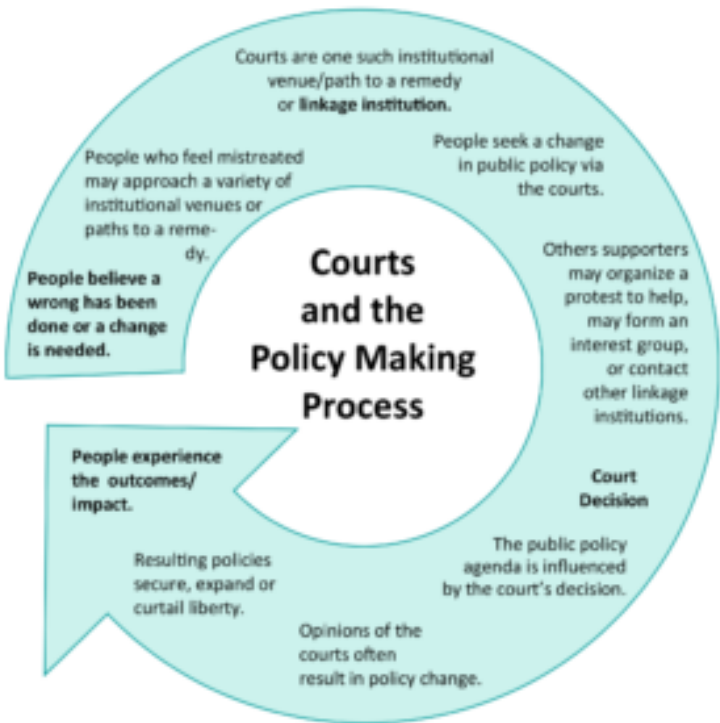 Courts are one such institutional
venue/path to a remedy
or linkage institution.
People who feel mistreated
may approach a variety of
institutional venues or
paths to a reme-
dy.
People believe a
wrong has been
done or a change
is needed.
People seek a change
in public policy via
the courts.
Others supporters
may organize a
protest to help,
may form an
interest group,
or contact
other linkage
institutions.
Courts
and the
Policy Making
Process
Court
Decision
The public policy
agenda is influenced
by the court's decision.
Opinions of the
courts often
result in policy change.
Resulting policies
secure, expand or
curtail liberty.
People experience
the outcomes/
impact.